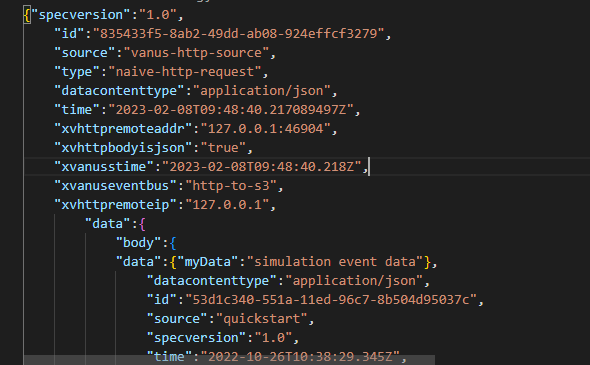 {"specversion":"1.0",
"id":"835433f5-8ab2-49dd-ab08-924effcf3279",
"source":"vanus-http-source",
"type":"naive-http-request",
"datacontenttype":"application/json",
"time":"2023-02-08T09:48:40.217089497Z",
"xvhttpremoteaddr":"127.0.0.1:46904",
"xvhttpbodyisjson":"true",
"xvanusstime":"2023-02-08T09:48:40.218Z",
"xvanuseventbus":"http-to-s3",
"xvhttpremoteip":"127.0.0.1",
"data":{
"body":{
"data":{"myData":"simulation event data"},
"datacontenttype":"application/json",
"id":"53d1c340-551a-11ed-96c7-8b504d95037c",
"source":"quickstart",
"specversion":"1.0",
"time":"2022-10-26T10:38:29.345Z",